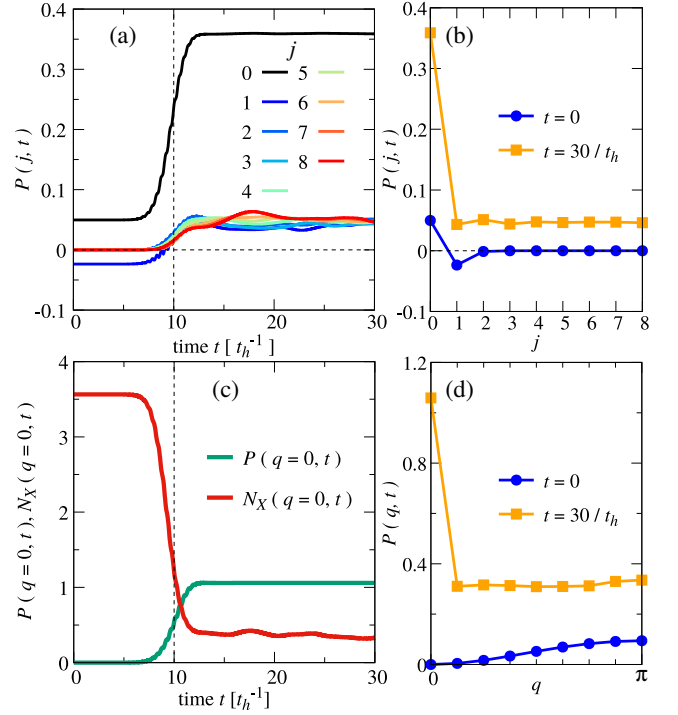 (a)
P ( j, t )
0.4
0.3
0.2
0.1
0
-0.1
j
0 5
1 6
2 7
3 8
4
0 10 20 30
time t [ t_h^-1 ]
(b)
P ( j, t )
0.4
0.3
0.2
0.1
0
-0.1
t = 0
t = 30 / t_h
0 1 2 3 4 5 6 7 8
j
(c)
P ( q = 0, t ) , N_X ( q = 0, t )
4
3
2
1
0
P ( q = 0, t )
N_X ( q = 0, t )
0 10 20 30
time t [ t_h^-1 ]
(d)
P ( q, t )
1.2
0.8
0.4
0.0
t = 0
t = 30 / t_h
0 π
q